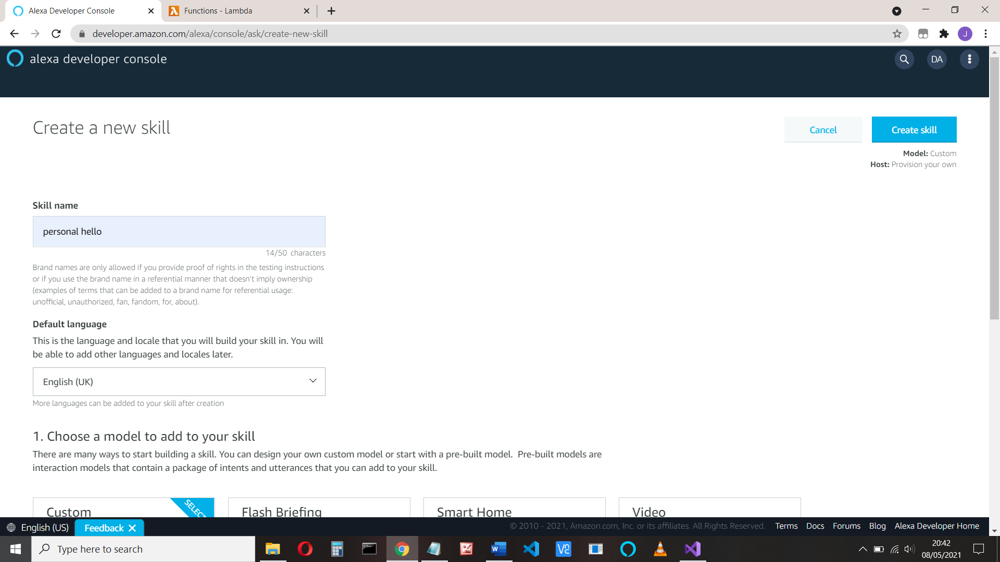 Alexa Developer Console
Functions - Lambda
developer.amazon.com/alexa/console/ask/create-new-skill
J
alexa developer console
DA
Create a new skill
Cancel
Create skill
Model: Custom
Host: Provision your own
Skill name
personal hello
14/50 characters
Brand names are only allowed if you provide proof of rights in the testing instructions
or if you use the brand name in a referential manner that doesn't imply ownership
(examples of terms that can be added to a brand name for referential usage:
unofficial, unauthorized, fan, fandom, for, about).
Default language
This is the language and locale that you will build your skill in. You will
be able to add other languages and locales later.
English (UK)
More languages can be added to your skill after creation
1. Choose a model to add to your skill
There are many ways to start building a skill. You can design your own custom model or start with a pre-built model. Pre-built models are
interaction models that contain a package of intents and utterances that you can add to your skill.
Custom
Flash Briefing
Smart Home
Video
English (US)
Feedback
© 2010 - 2021, Amazon.com, Inc. or its affiliates. All Rights Reserved.
Terms
Docs
Forums
Blog
Alexa Developer Home
Type here to search
20:42
08/05/2021